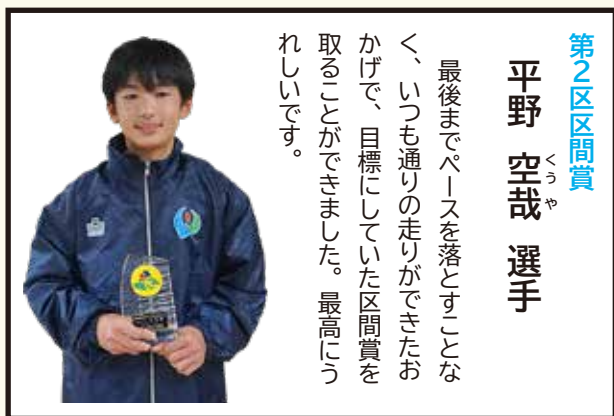 第2区区間賞
平野 空哉 選手
くうや
　最後までペースを落とすことな
く、いつも通りの走りができたお
かげで、目標にしていた区間賞を
取ることができました。最高にう
れしいです。